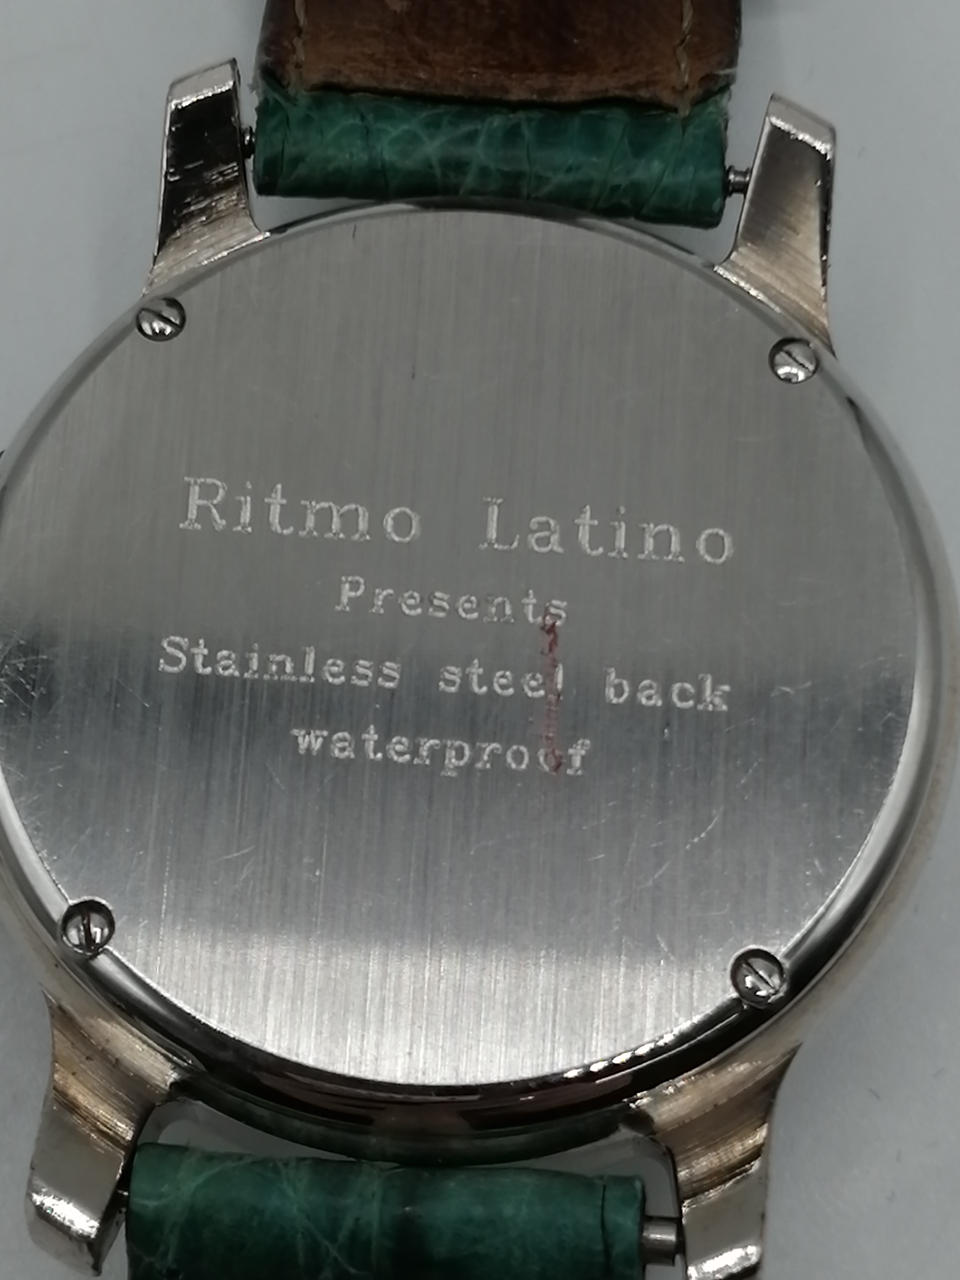 Ritmo Latino
Presents
Stainless steel back
waterproof